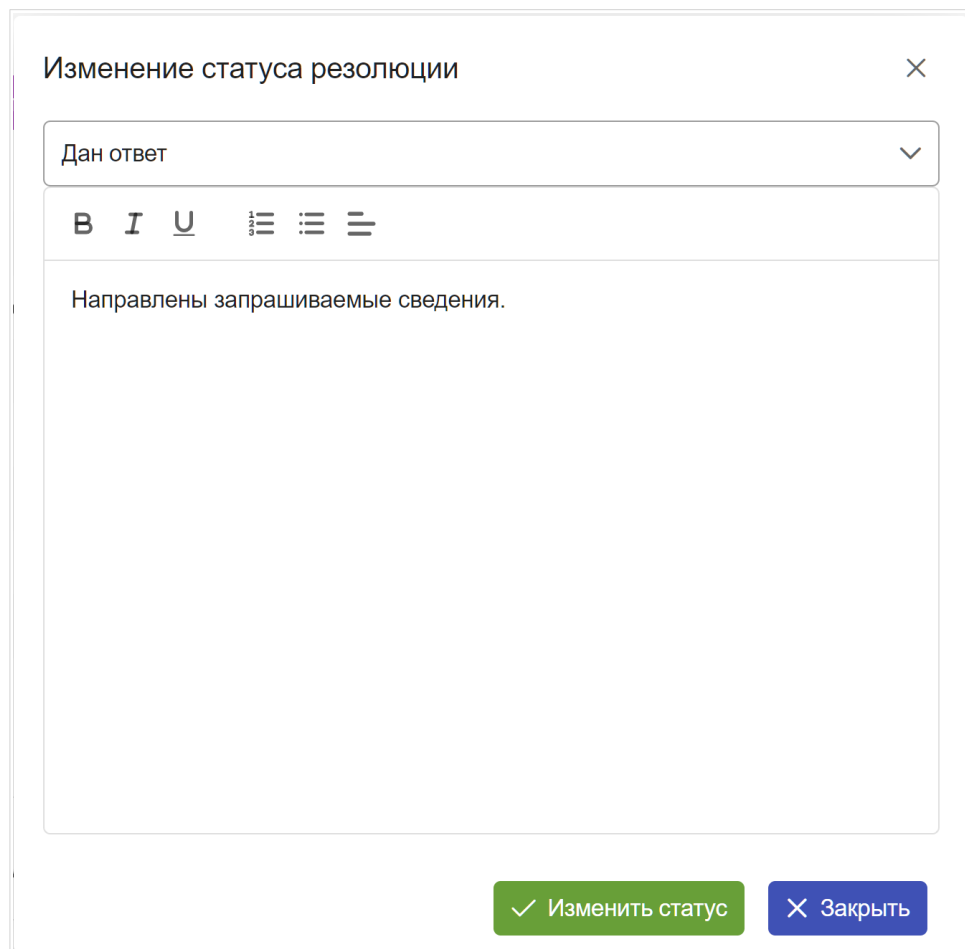 Изменение статуса резолюции
Дан ответ
Направлены запрашиваемые сведения.
Изменить статус
Закрыть